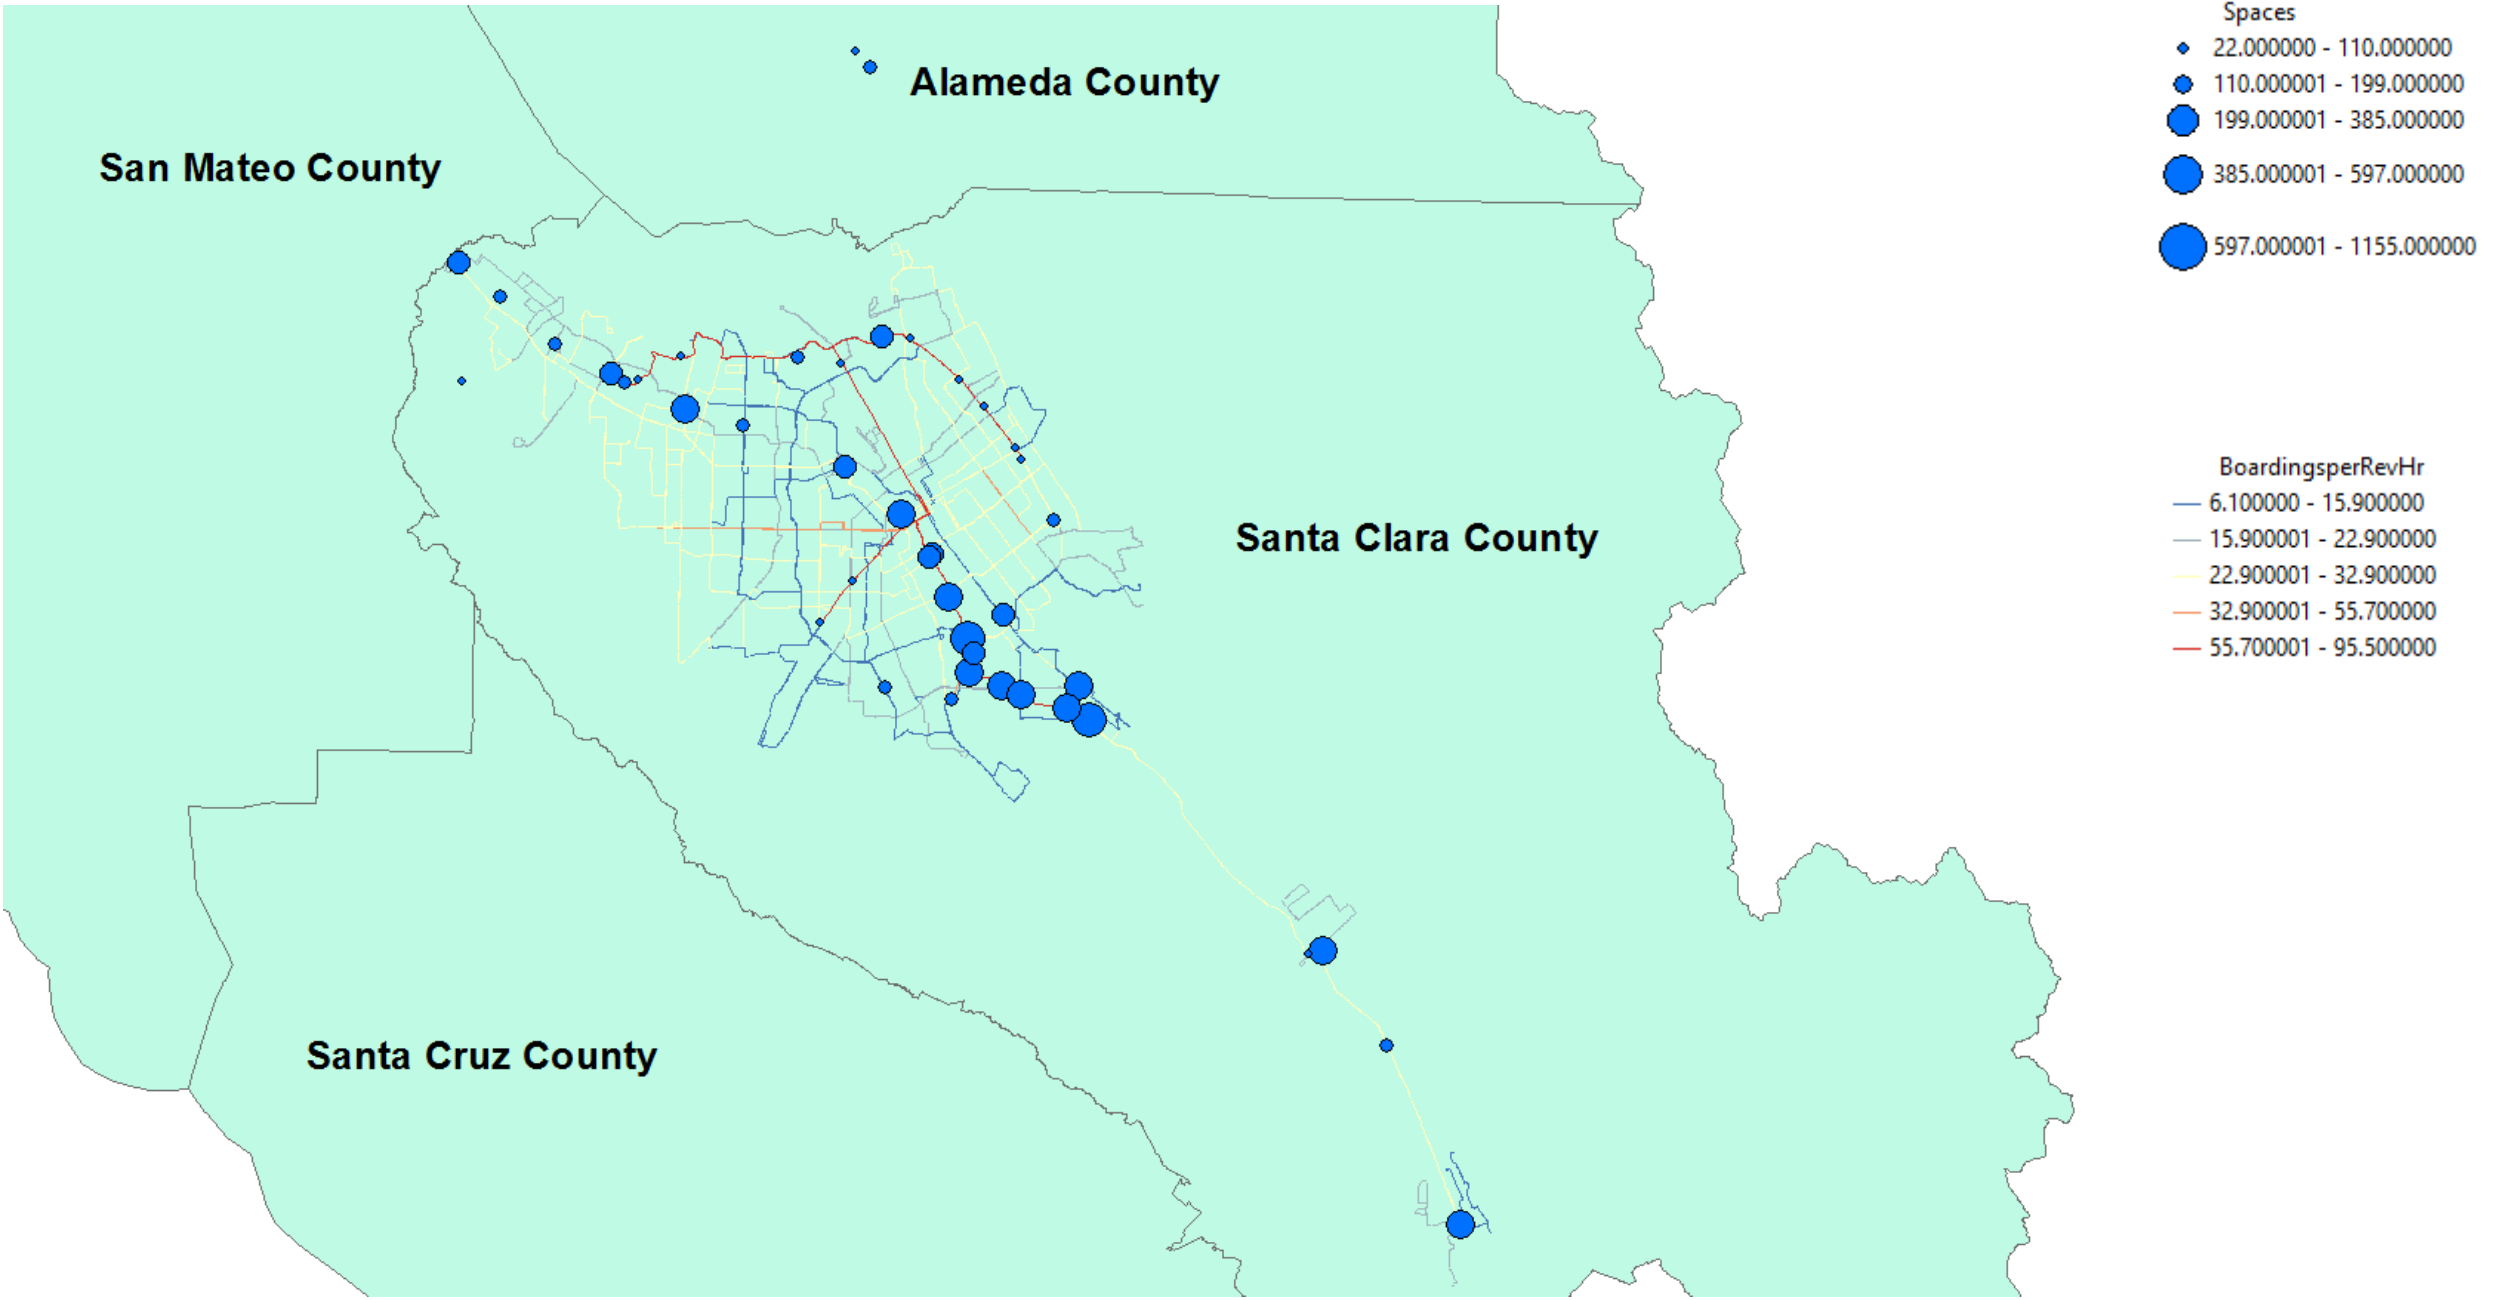 Alameda County
San Mateo County
Santa Clara County
Santa Cruz County
Spaces
22.000000 - 110.000000
110.000001 - 199.000000
199.000001 - 385.000000
385.000001 - 597.000000
597.000001 - 1155.000000
BoardingsperRevHr
6.100000 - 15.900000
15.900001 - 22.900000
22.900001 - 32.900000
32.900001 - 55.700000
55.700001 - 95.500000